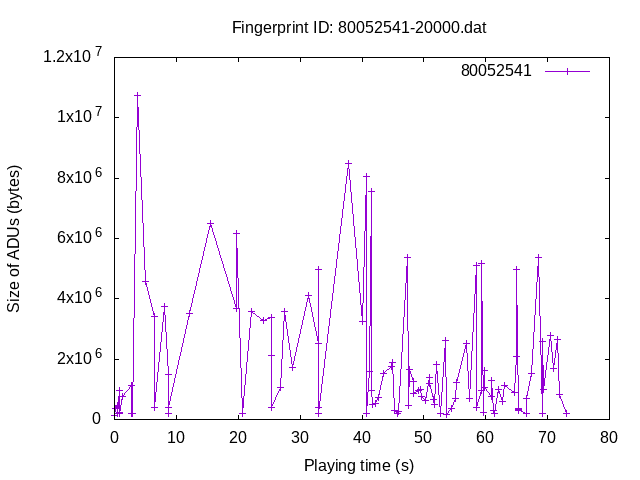 Fingerprint ID: 80052541-20000.dat
1.2x10^7
80052541
1x10^7
8x10^6
6x10^6
4x10^6
2x10^6
0
Size of ADUs (bytes)
0 10 20 30 40 50 60 70 80
Playing time (s)